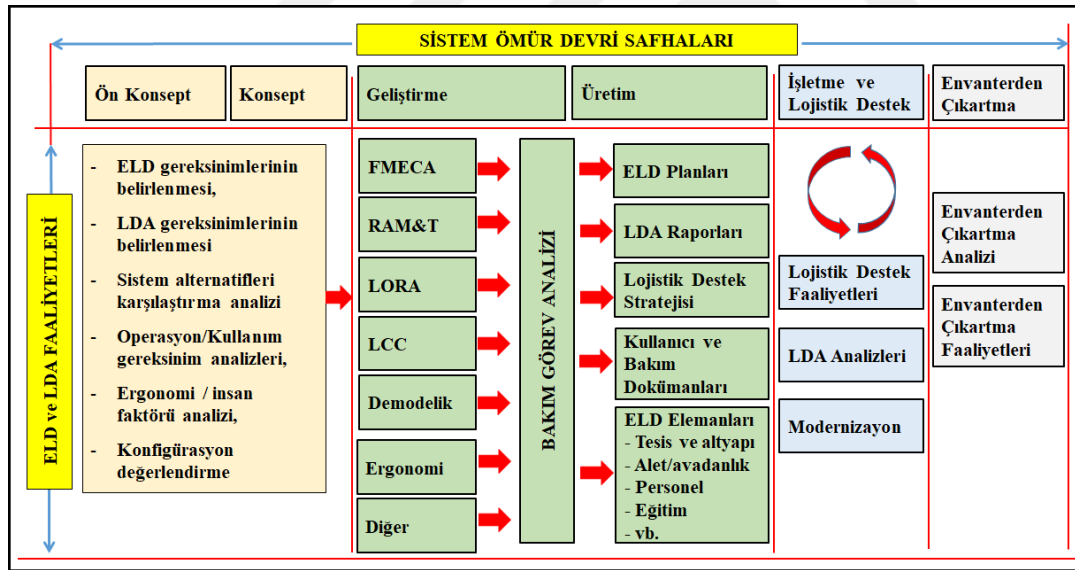 SİSTEM ÖMÜR DEVRİ SAFHALARI
Ön Konsept
Konsept
Geliştirme
Üretim
İşletme ve
Lojistik Destek
Envanterden
Çıkartma
ELD ve LDA FAALİYETLERİ
- ELD gereksinimlerinin
belirlenmesi,
- LDA gereksinimlerinin
belirlenmesi
- Sistem alternatifleri
karşılaştırma analizi
- Operasyon/Kullanım
gereksinim analizleri,
- Ergonomi / insan
faktörü analizi,
- Konfigürasyon
değerlendirme
FMECA
RAM&T
LORA
LCC
Demodelik
Ergonomi
Diğer
BAKIM GÖREV ANALİZİ
ELD Planları
LDA Raporları
Lojistik Destek
Stratejisi
Kullanıcı ve
Bakım
Dokümanları
ELD Elemanları
- Tesis ve altyapı
- Alet/avadanlık
- Personel
- Eğitim
- vb.
Lojistik Destek
Faaliyetleri
LDA Analizleri
Modernizayon
Envanterden
Çıkartma
Analizi
Envanterden
Çıkartma
Faaliyetleri